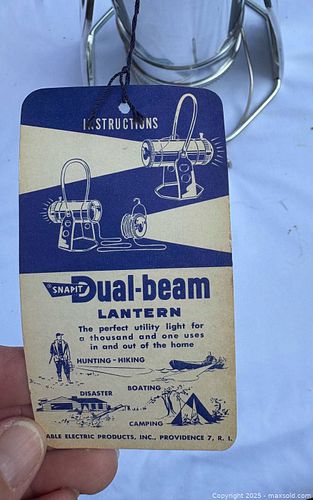 INSTRUCTIONS
SNAPIT Dual-beam
LANTERN
The perfect utility light for
a thousand and one uses
in and out of the home
HUNTING - HIKING
BOATING
DISASTER
CAMPING
ABLE ELECTRIC PRODUCTS, INC., PROVIDENCE 7, R. I.
Copyright 2025 - maxsold.com